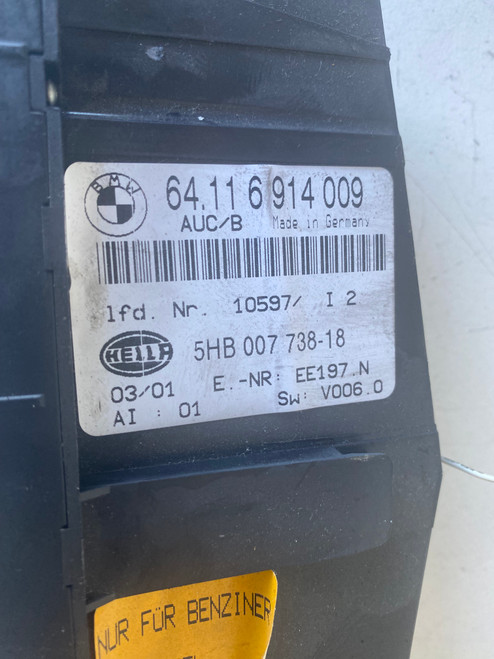 BMW
64.11 6 914 009
AUC/B Made in Germany
lfd. Nr. 10597/ I 2
HELLA 5HB 007 738-18
03/01 E.-NR: EE197.N
AI : 01 SW: V006.0
NUR FÜR BENZINER